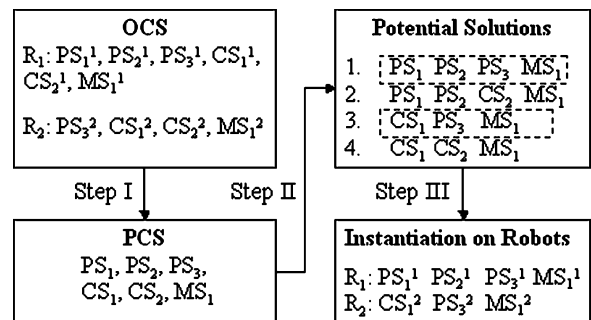 OCS
R₁: PS₁¹, PS₂¹, PS₃¹, CS₁¹,
CS₂¹, MS₁¹
R₂: PS₃², CS₁², CS₂², MS₁²
Step I
PCS
PS₁, PS₂, PS₃,
CS₁, CS₂, MS₁
Step II
Potential Solutions
1. PS₁ PS₂ PS₃ MS₁
2. PS₁ PS₂ CS₂ MS₁
3. CS₁ PS₃ MS₁
4. CS₁ CS₂ MS₁
Step III
Instantiation on Robots
R₁: PS₁¹ PS₂¹ PS₃¹ MS₁¹
R₂: CS₁² PS₃² MS₁²